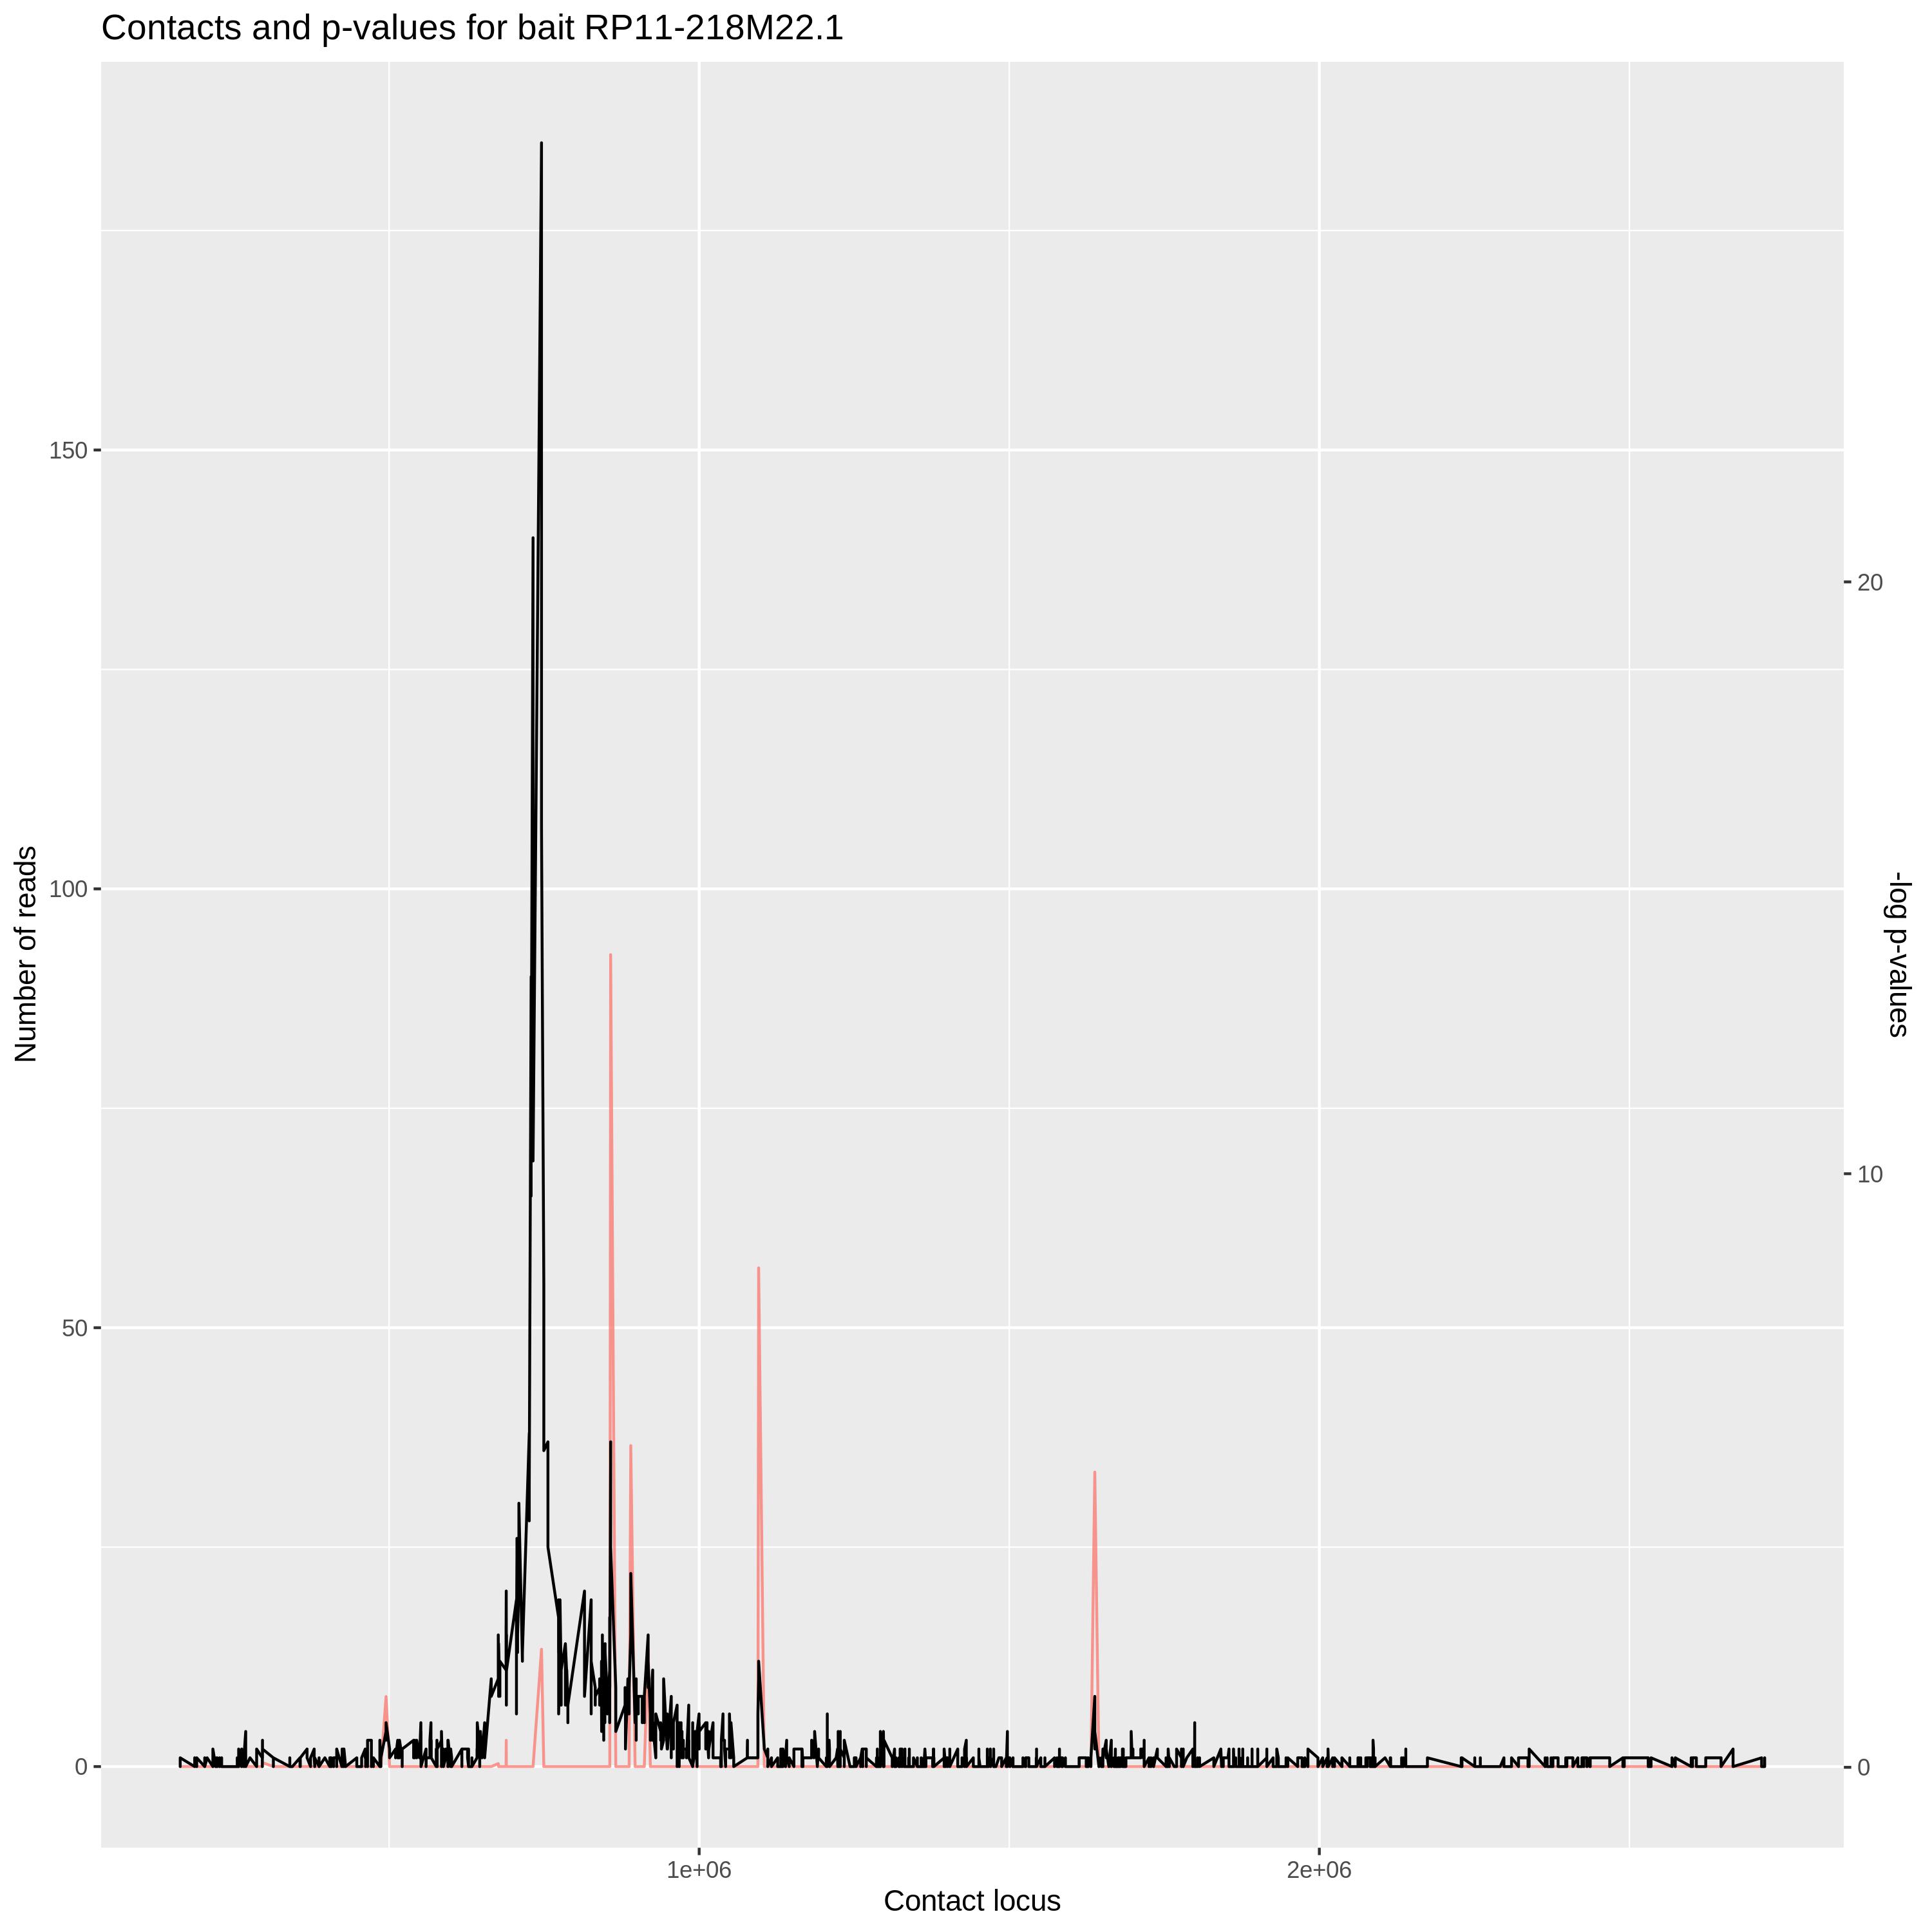 Contacts and p-values for bait RP11-218M22.1
Number of reads
150
100
50
0
20
10
0
-log p-values
1e+06
2e+06
Contact locus